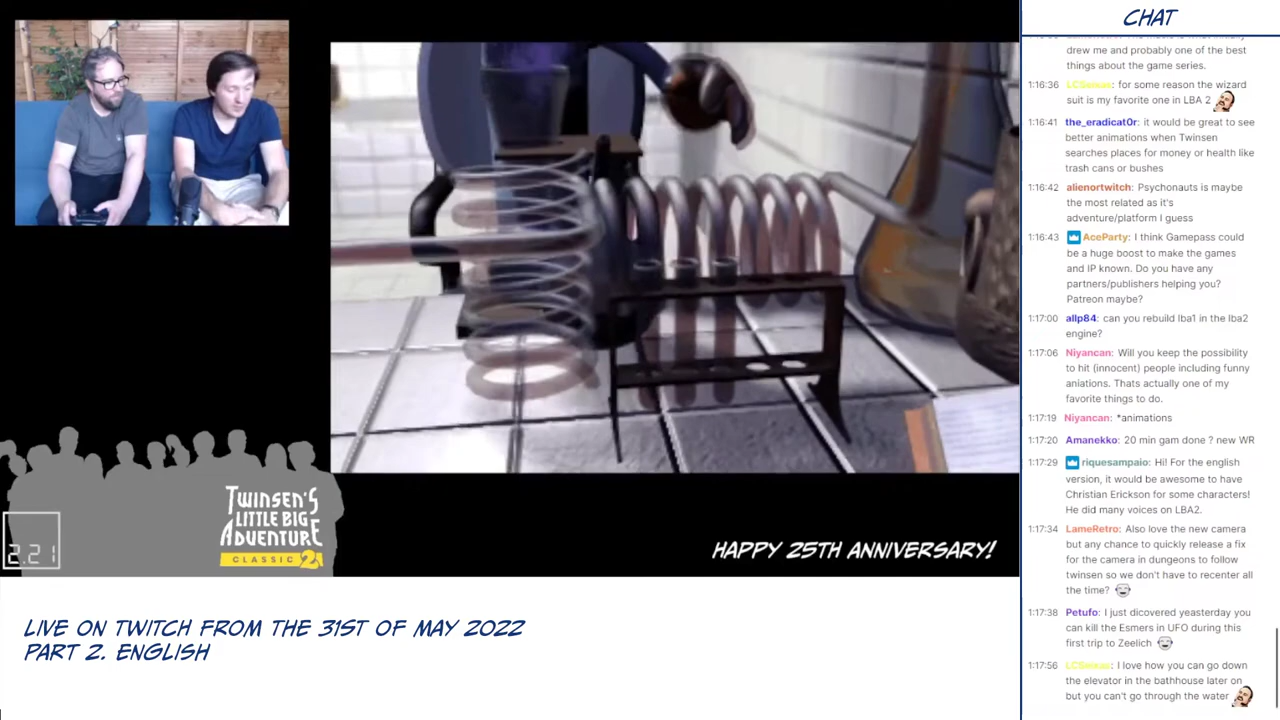 CHAT
drew me and probably one of the best
things about the game series.
1:16:36 LCSenxas: for some reason the wizard
suit is my favorite one in LBA 2
1:16:41 the_eradicat0r: it would be great to see
better animations when Twinsen
searches places for money or health like
trash cans or bushes
1:16:42 alienortwitch: Psychonauts is maybe
the most related as it's
adventure/platform I guess
1:16:43 AceParty: I think Gamepass could
be a huge boost to make the games
and IP known. Do you have any
partners/publishers helping you?
Patreon maybe?
1:17:00 allp84: can you rebuild lba1 in the lba2
engine?
1:17:06 Niyancan: Will you keep the possibility
to hit (innocent) people including funny
aniations. Thats actually one of my
favorite things to do.
1:17:19 Niyancan: *animations
1:17:20 Amanekko: 20 min gam done ? new WR
1:17:29 riquesampaio: Hi! For the english
version, it would be awesome to have
Christian Erickson for some characters!
He did many voices on LBA2.
1:17:34 LameRetro: Also love the new camera
but any chance to quickly release a fix
for the camera in dungeons to follow
twinsen so we don't have to recenter all
the time?
1:17:38 Petufo: I just dicovered yeasterday you
can kill the Esmers in UFO during this
first trip to Zeelich
1:17:56 I love how you can go down
the elevator in the bathhouse later on
but you can't go through the water
TWINSEN'S
LITTLE BIG
ADVENTURE
CLASSIC 2
2.21
HAPPY 25TH ANNIVERSARY!
LIVE ON TWITCH FROM THE 31ST OF MAY 2022
PART 2. ENGLISH